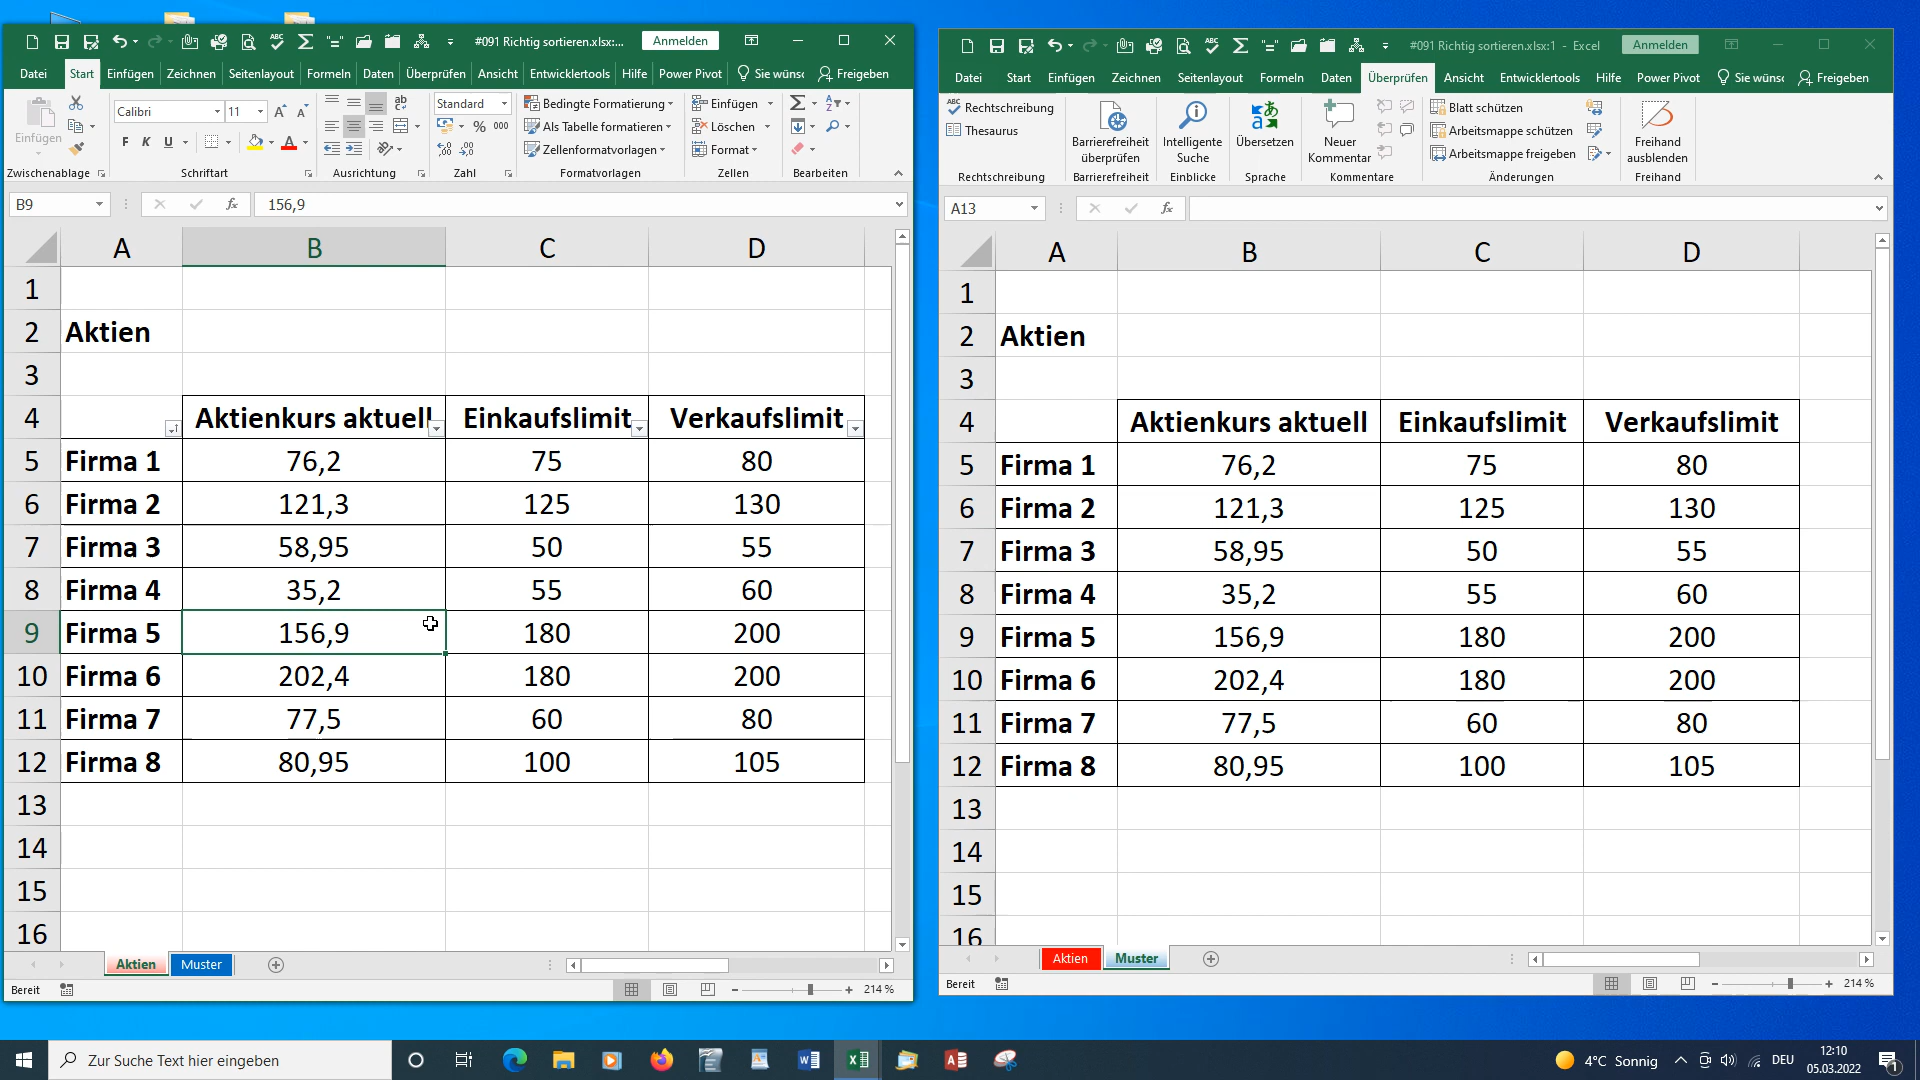 #091 Richtig sortieren.xlsx:...
Anmelden
Datei Start Einfügen Zeichnen Seitenlayout Formeln Daten Überprüfen Ansicht Entwicklertools Hilfe Power Pivot Sie wüns Freigeben
Einfügen
Calibri 11
F K U
ab
Standard
% 000
Bedingte Formatierung
Als Tabelle formatieren
Zellenformatvorlagen
Einfügen
Löschen
Format
Zwischenablage Schriftart Ausrichtung Zahl Formatvorlagen Zellen Bearbeiten
B9 fx 156,9
A B C D
1
2 Aktien
3
4 Aktienkurs aktuell Einkaufslimit Verkaufslimit
5 Firma 1 76,2 75 80
6 Firma 2 121,3 125 130
7 Firma 3 58,95 50 55
8 Firma 4 35,2 55 60
9 Firma 5 156,9 180 200
10 Firma 6 202,4 180 200
11 Firma 7 77,5 60 80
12 Firma 8 80,95 100 105
13
14
15
16
Aktien Muster
Bereit 214 %
#091 Richtig sortieren.xlsx:1 - Excel
Anmelden
Datei Start Einfügen Zeichnen Seitenlayout Formeln Daten Überprüfen Ansicht Entwicklertools Hilfe Power Pivot Sie wüns Freigeben
Rechtschreibung
Thesaurus
Barrierefreiheit überprüfen
Intelligente Suche
Übersetzen
Neuer Kommentar
Blatt schützen
Arbeitsmappe schützen
Arbeitsmappe freigeben
Freihand ausblenden
Rechtschreibung Barrierefreiheit Einblicke Sprache Kommentare Änderungen Freihand
A13 fx
A B C D
1
2 Aktien
3
4 Aktienkurs aktuell Einkaufslimit Verkaufslimit
5 Firma 1 76,2 75 80
6 Firma 2 121,3 125 130
7 Firma 3 58,95 50 55
8 Firma 4 35,2 55 60
9 Firma 5 156,9 180 200
10 Firma 6 202,4 180 200
11 Firma 7 77,5 60 80
12 Firma 8 80,95 100 105
13
14
15
16
Aktien Muster
Bereit 214 %
Zur Suche Text hier eingeben
4°C Sonnig
DEU
12:10
05.03.2022
1